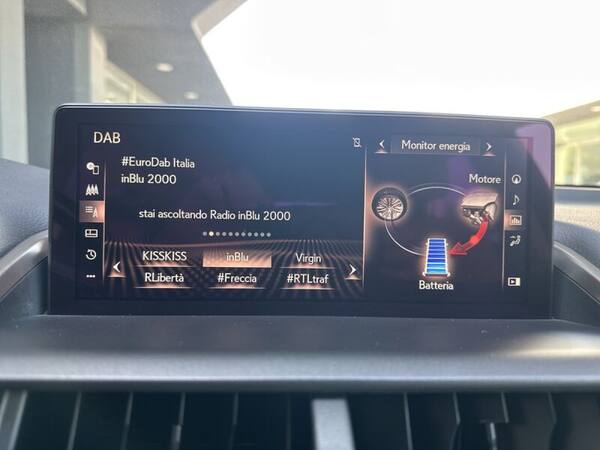 DAB
#EuroDab Italia
inBlu 2000
stai ascoltando Radio inBlu 2000
KISSKISS inBlu Virgin
RLibertà #Freccia #RTLtraf
Monitor energia
Motore
Batteria